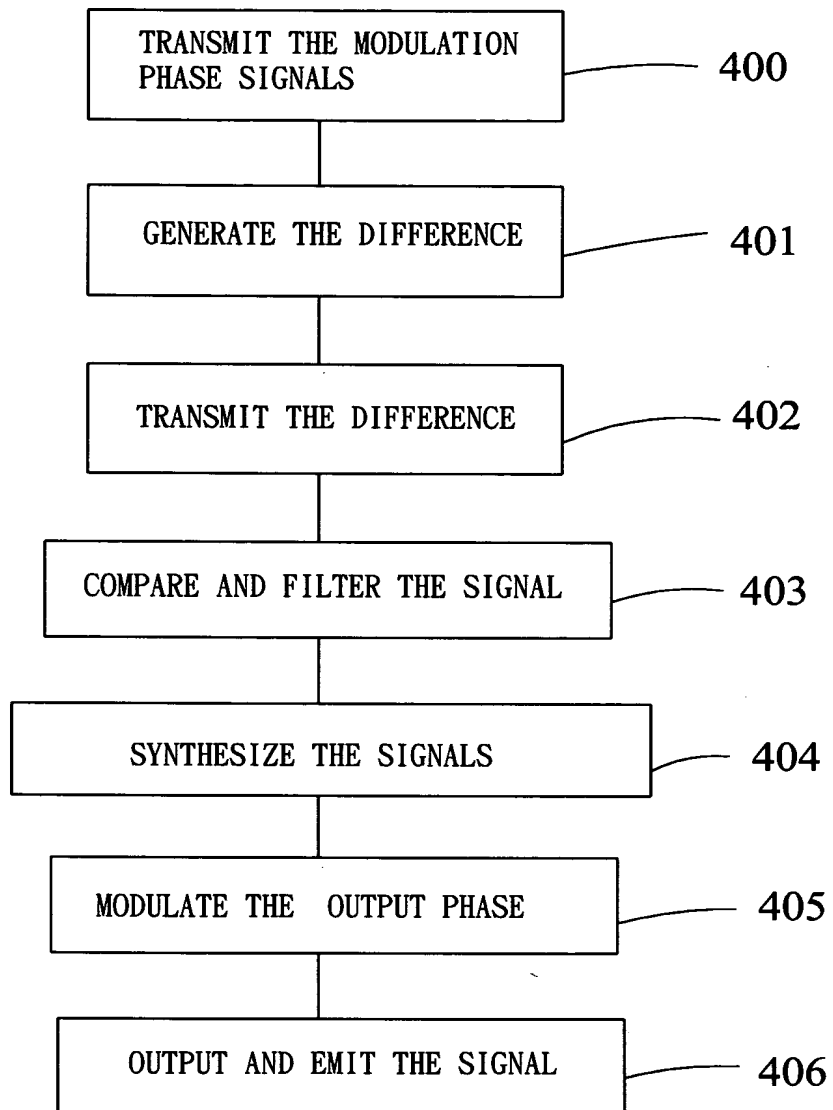 TRANSMIT THE MODULATION
PHASE SIGNALS
400
GENERATE THE DIFFERENCE
401
TRANSMIT THE DIFFERENCE
402
COMPARE AND FILTER THE SIGNAL
403
SYNTHESIZE THE SIGNALS
404
MODULATE THE OUTPUT PHASE
405
OUTPUT AND EMIT THE SIGNAL
406